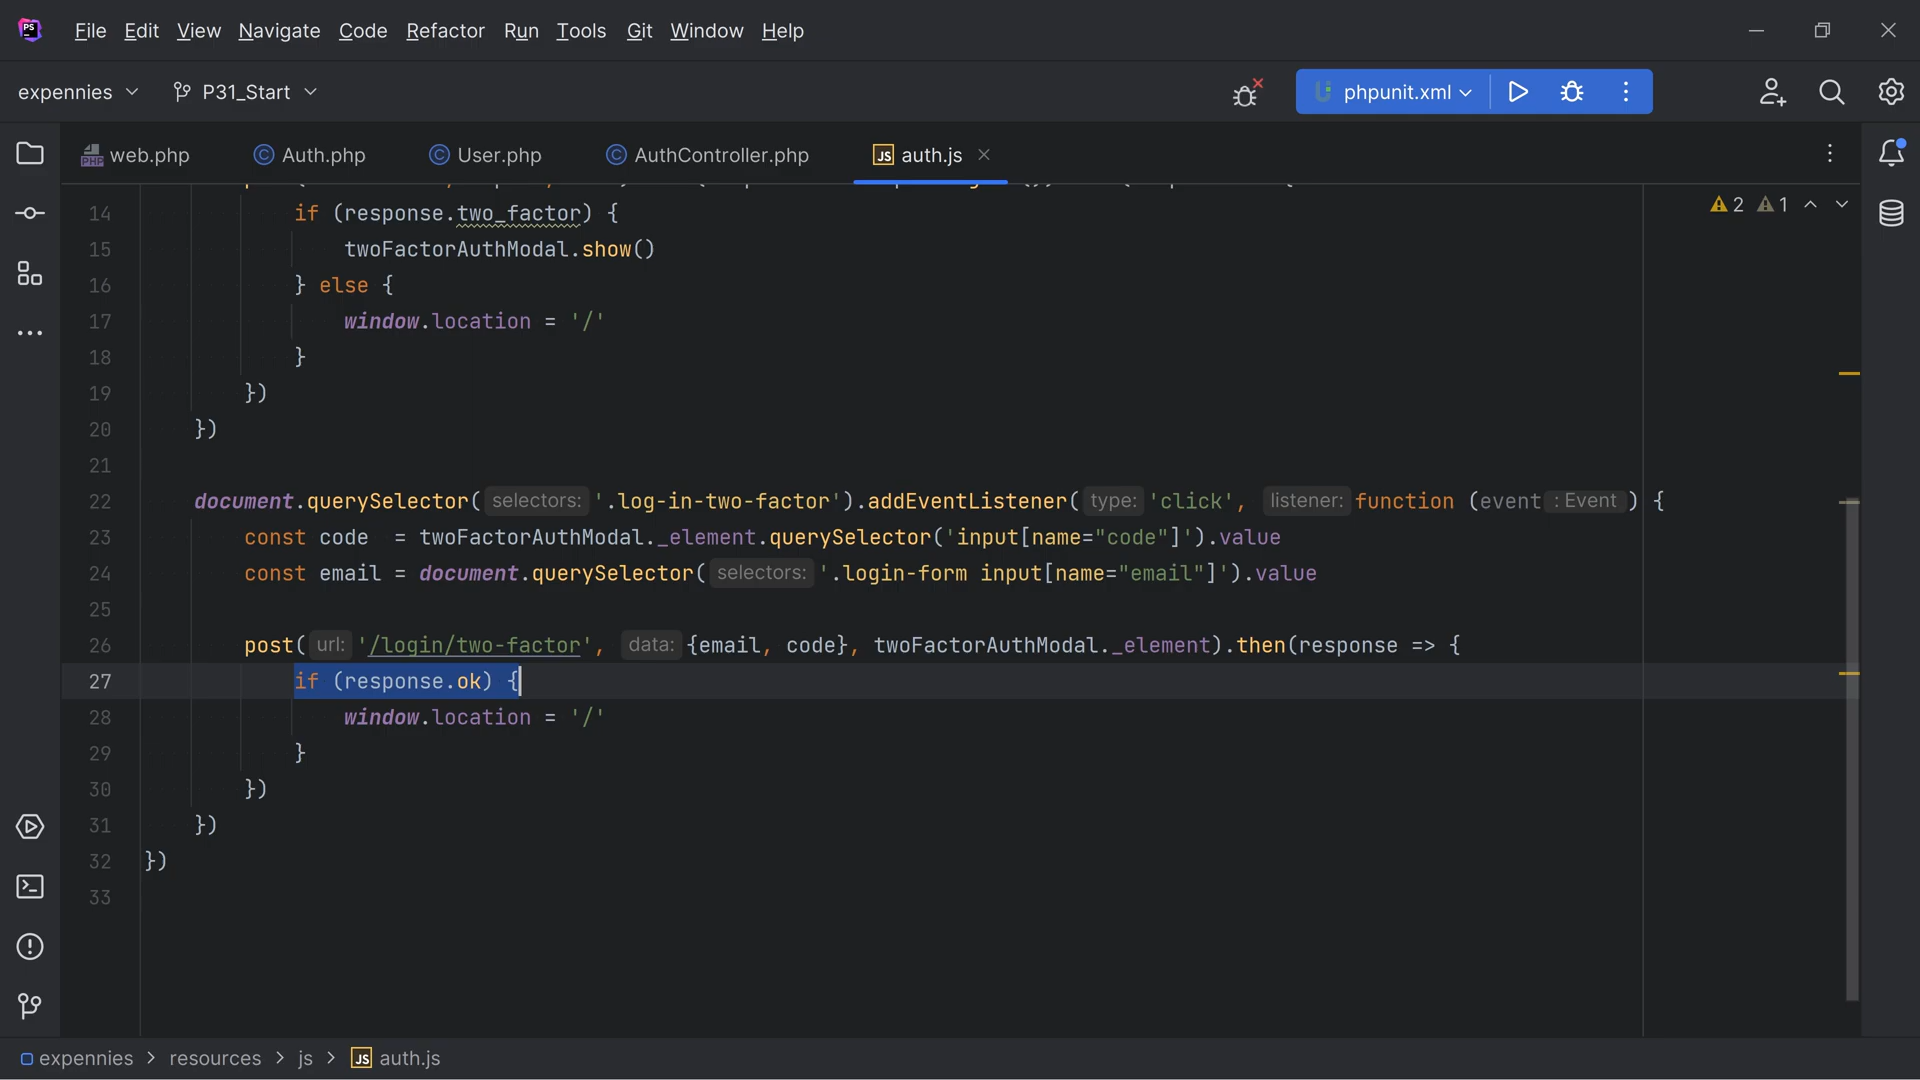 PS File Edit View Navigate Code Refactor Run Tools Git Window Help
expennies P31_Start phpunit.xml
PHP web.php C Auth.php C User.php C AuthController.php JS auth.js
2 1
14 if (response.two_factor) {
15 twoFactorAuthModal.show()
16 } else {
17 window.location = '/'
18 }
19 })
20 })
21
22 document.querySelector( selectors: '.log-in-two-factor').addEventListener( type: 'click', listener: function (event : Event ) {
23 const code = twoFactorAuthModal._element.querySelector('input[name="code"]').value
24 const email = document.querySelector( selectors: '.login-form input[name="email"]').value
25
26 post( url: '/login/two-factor', data: {email, code}, twoFactorAuthModal._element).then(response => {
27 if (response.ok) {
28 window.location = '/'
29 }
30 })
31 })
32 })
33
expennies > resources > js > JS auth.js